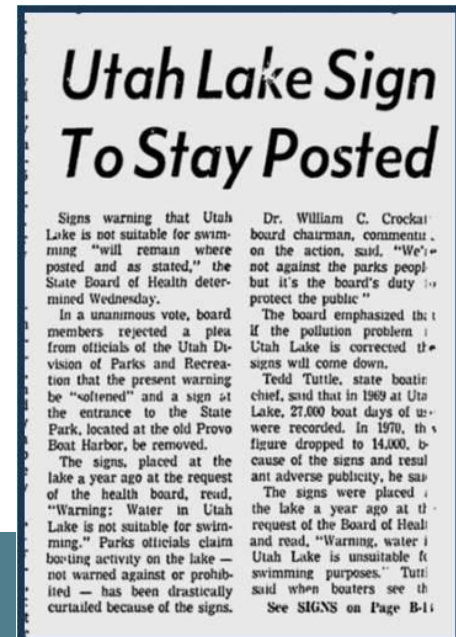 Utah Lake Sign
To Stay Posted
Signs warning that Utah
Lake is not suitable for swim-
ming "will remain where
posted and as stated," the
State Board of Health deter-
mined Wednesday.
In a unanimous vote, board
members rejected a plea
from officials of the Utah Di-
vision of Parks and Recrea-
tion that the present warning
be "softened" and a sign at
the entrance to the State
Park, located at the old Provo
Boat Harbor, be removed.
The signs, placed at the
lake a year ago at the request
of the health board, read,
"Warning: Water in Utah
Lake is not suitable for swim-
ming." Parks officials claim
boating activity on the lake —
not warned against or prohib-
ited — has been drastically
curtailed because of the signs.
Dr. William C.
board chairman,
on the action, said,
not against the parks
but it's the board's duty
protect the public"
The board emphasized
if the pollution problem
Utah Lake is corrected the
signs will come down.
Tedd Tuttle, state
chief, said that in 1969 at
Lake, 27,000 boat days of
were recorded. In 1970,
figure dropped to 14,000,
cause of the signs and
ant adverse publicity, he
The signs were placed
the lake a year ago at
request of the Board of
and read, "Warning, water
Utah Lake is unsuitable
swimming purposes."
said when boaters see
See SIGNS on Page